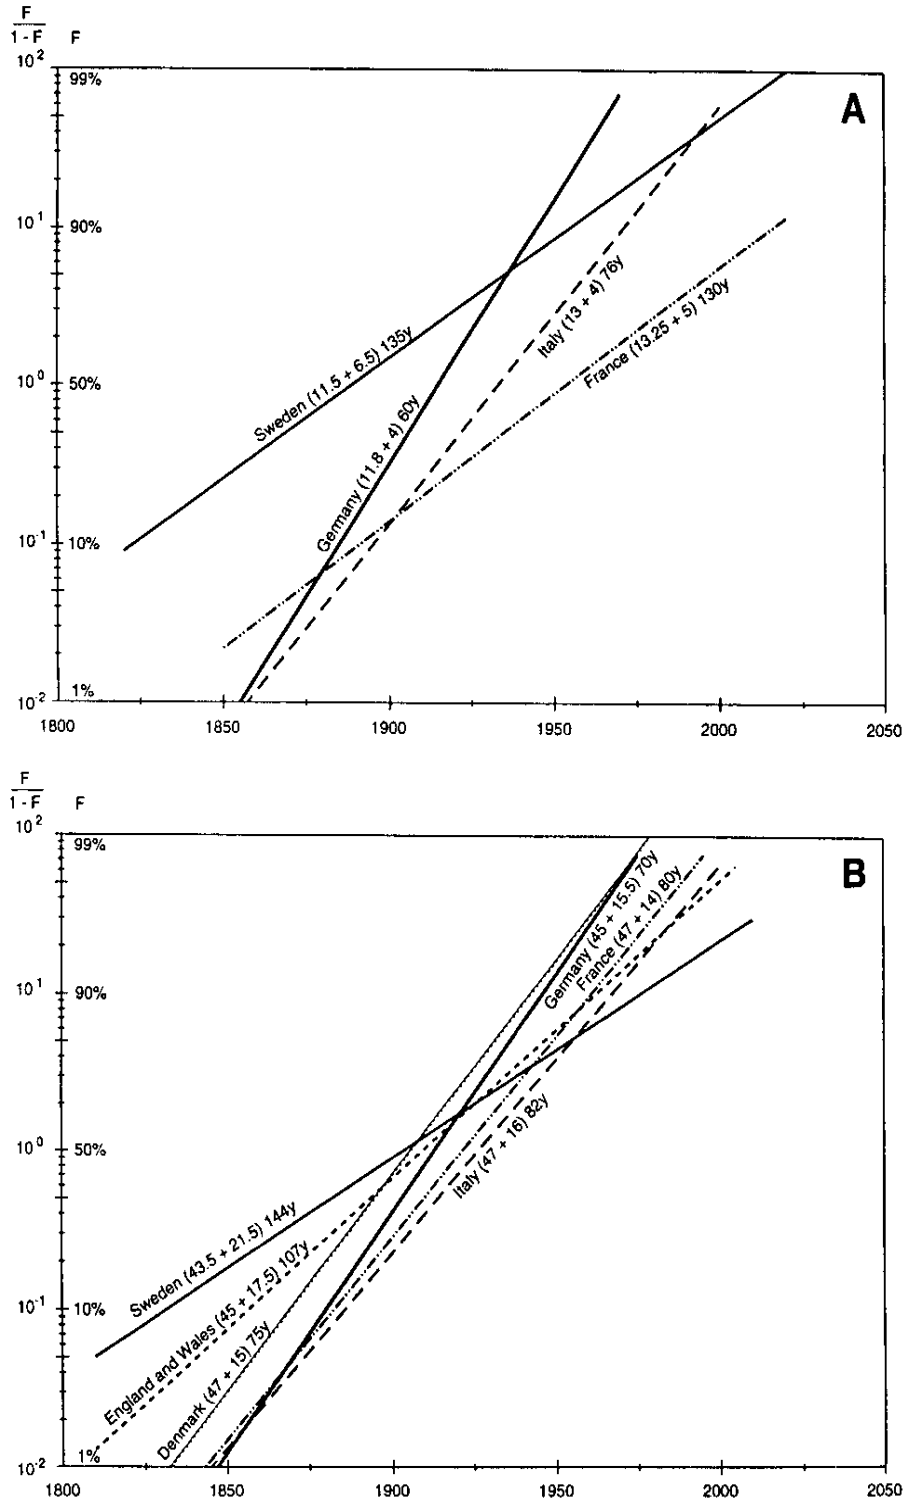 F
1 - F F
10² 99%
A
10¹ 90%
Italy (13 + 4) 76y
France (13.25 + 5) 130y
Sweden (11.5 + 6.5) 135y
10⁰ 50%
Germany (11.8 + 4) 60y
10⁻¹ 10%
10⁻² 1%
1800 1850 1900 1950 2000 2050
F
1 - F F
10² 99%
B
Germany (45 + 15.5) 70y
France (47 + 14) 80y
10¹ 90%
10⁰ 50%
Italy (47 + 16) 82y
Sweden (43.5 + 21.5) 144y
10⁻¹ 10%
England and Wales (45 + 17.5) 107y
Denmark (47 + 15) 75y
10⁻² 1%
1800 1850 1900 1950 2000 2050